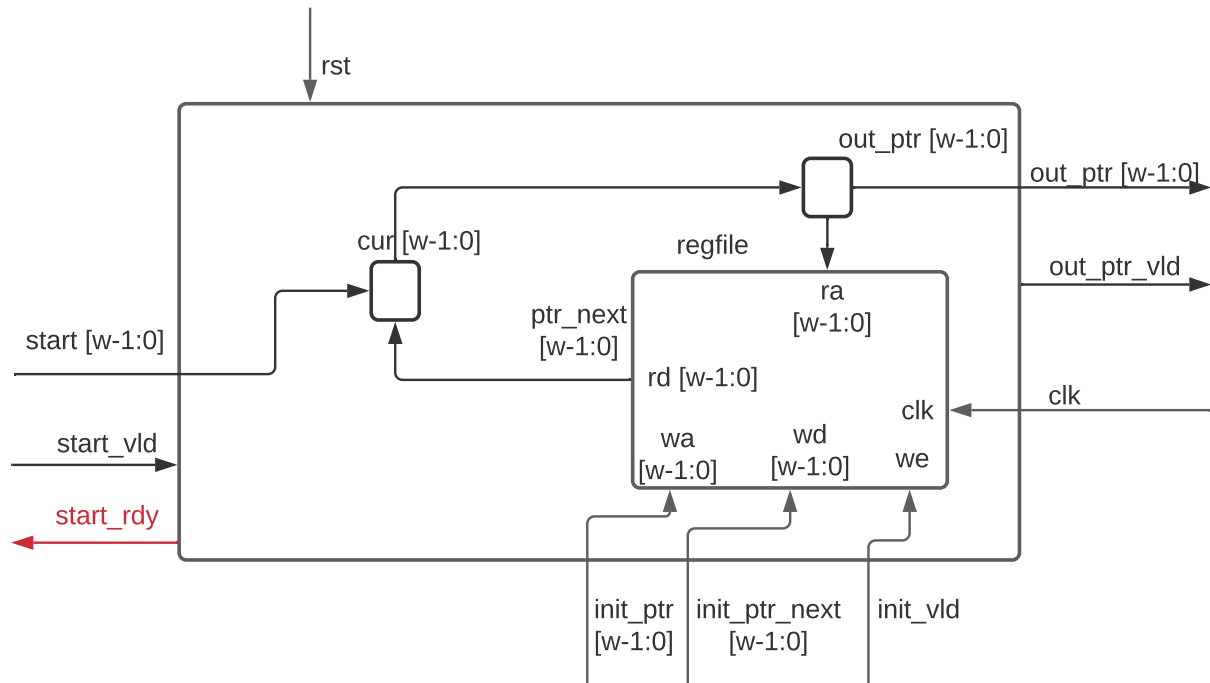 rst
out_ptr [w-1:0]
out_ptr [w-1:0]
cur [w-1:0]
regfile
out_ptr_vld
ra
[w-1:0]
ptr_next
[w-1:0]
start [w-1:0]
rd [w-1:0]
clk
clk
start_vld
wa
[w-1:0]
wd
[w-1:0]
we
start_rdy
init_ptr
[w-1:0]
init_ptr_next
[w-1:0]
init_vld